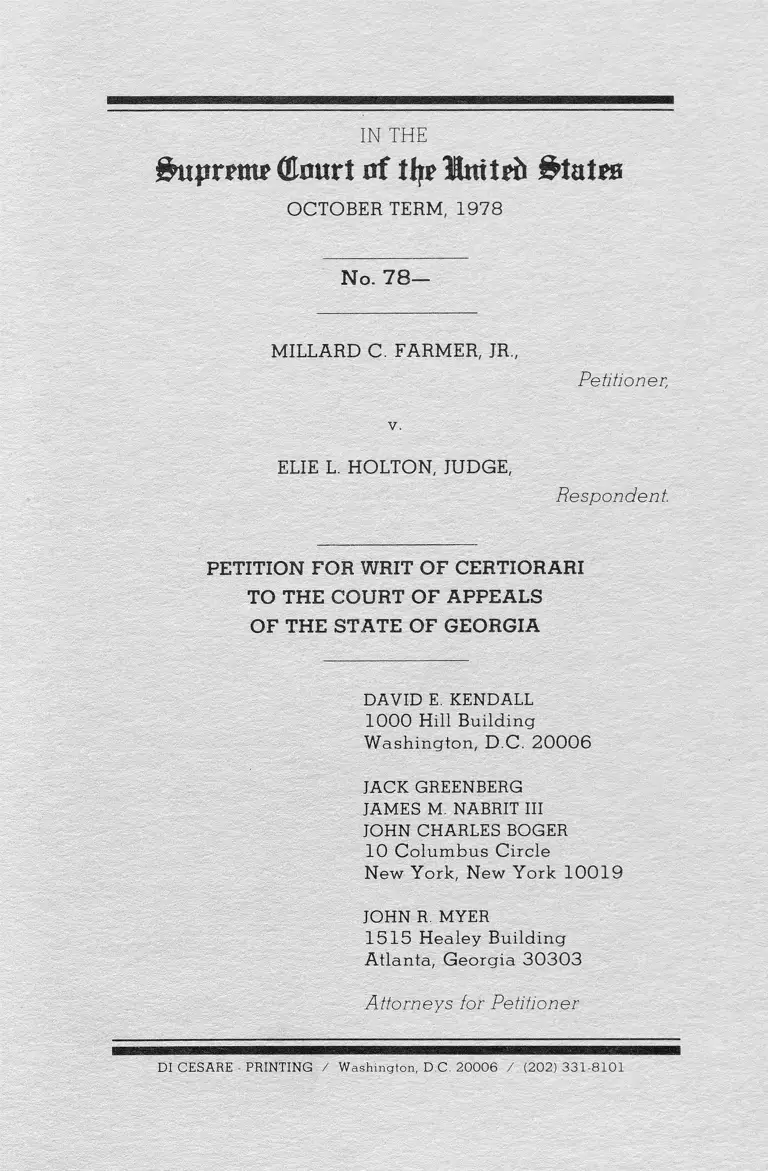 IN THE
Supreme Court of the United States
OCTOBER TERM, 1978
No. 78—
MILLARD C. FARMER, JR.,
Petitioner,
v.
ELIE L. HOLTON, JUDGE,
Respondent.
PETITION FOR WRIT OF CERTIORARI
TO THE COURT OF APPEALS
OF THE STATE OF GEORGIA
DAVID E. KENDALL
1000 Hill Building
Washington, D.C. 20006
JACK GREENBERG
JAMES M. NABRIT III
JOHN CHARLES BOGER
10 Columbus Circle
New York, New York 10019
JOHN R. MYER
1515 Healey Building
Atlanta, Georgia 30303
Attorneys for Petitioner
DI CESARE - PRINTING / Washington, D.C. 20006 / (202) 331-8101